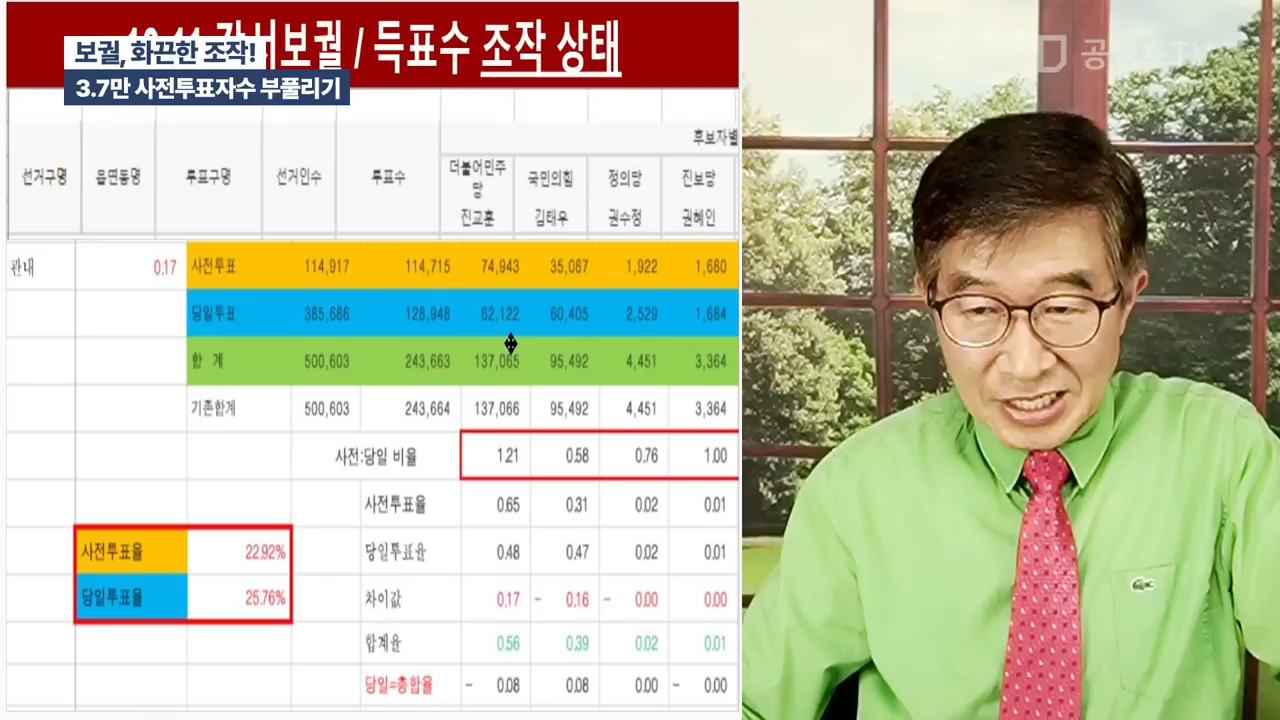 보궐, 화끈한 조작!
3.7만 사전투표자수 부풀리기
보궐 / 득표수 조작 상태
후보자별
선거구명 읍면동명 투표구명 선거인수 투표수 더불어민주당 진교훈 국민의힘 김태우 정의당 권수정 진보당 권혜인
관내 0.17 사전투표 114,917 114,715 74,943 35,087 1,922 1,680
당일투표 385,686 128,948 62,122 60,405 2,529 1,684
합 계 500,603 243,663 137,065 95,492 4,451 3,364
기존합계 500,603 243,664 137,066 95,492 4,451 3,364
사전:당일 비율 1.21 0.58 0.76 1.00
사전투표율 0.65 0.31 0.02 0.01
사전투표율 22.92% 당일투표율 0.48 0.47 0.02 0.01
당일투표율 25.76% 차이값 0.17 - 0.16 - 0.00 0.00
합계율 0.56 0.39 0.02 0.01
당일=총합율 - 0.08 0.08 0.00 - 0.00